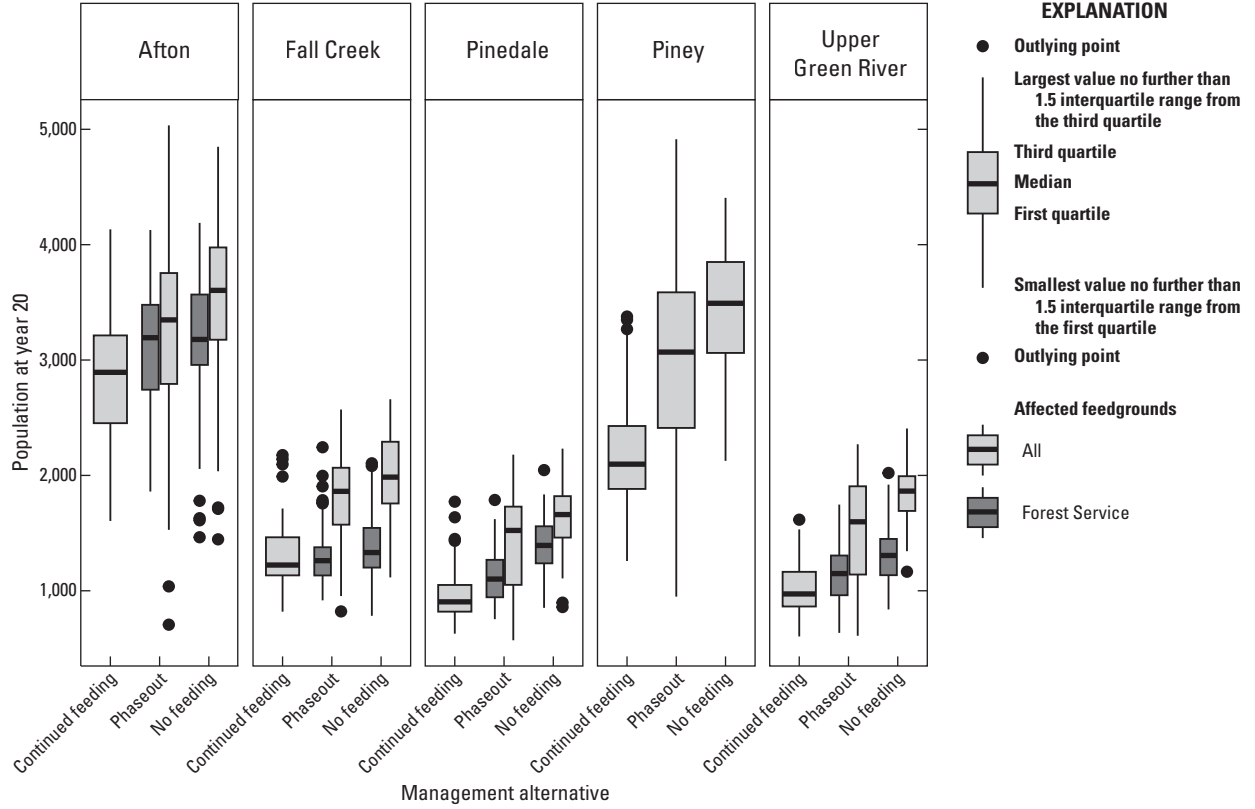 Afton
Fall Creek
Pinedale
Piney
Upper
Green River
Population at year 20
5,000
4,000
3,000
2,000
1,000
Continued feeding
Phaseout
No feeding
Continued feeding
Phaseout
No feeding
Continued feeding
Phaseout
No feeding
Continued feeding
Phaseout
No feeding
Continued feeding
Phaseout
No feeding
Management alternative
EXPLANATION
Outlying point
Largest value no further than
1.5 interquartile range from
the third quartile
Third quartile
Median
First quartile
Smallest value no further than
1.5 interquartile range from
the first quartile
Outlying point
Affected feedgrounds
All
Forest Service